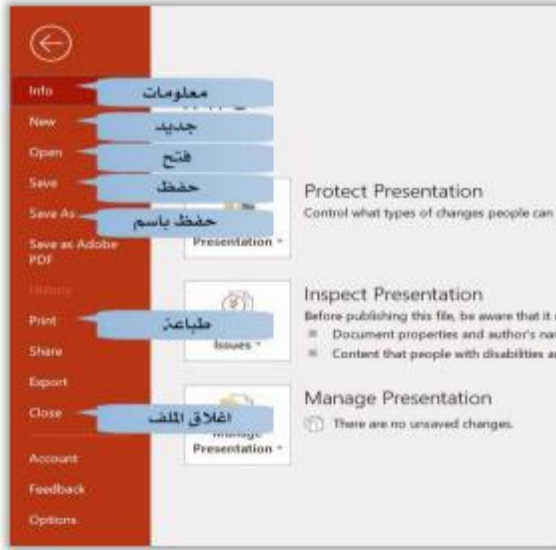 Info
معلومات
New
جديد
Open
فتح
Save
حفظ
Save As
حفظ باسم
Save as Adobe
PDF
History
Print
طباعة
Share
Export
Close
اغلاق الملف
Account
Feedback
Options
Protect Presentation
Control what types of changes people can
Presentation
Inspect Presentation
Before publishing this file, be aware that it
Issues
Document properties and author's na
Content that people with disabilities a
Manage Presentation
There are no unsaved changes.
Manage
Presentation